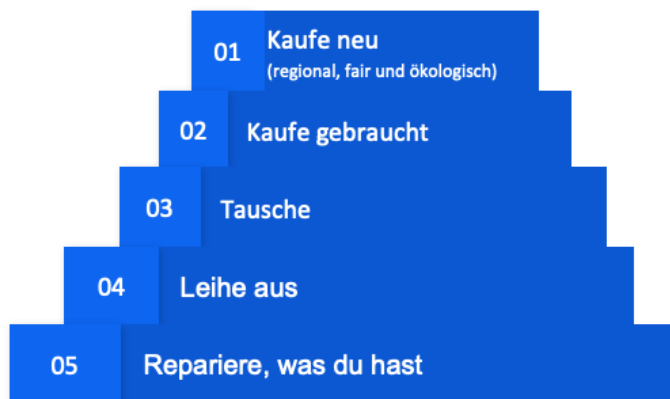 01
Kaufe neu
(regional, fair und ökologisch)
02
Kaufe gebraucht
03
Tausche
04
Leihe aus
05
Repariere, was du hast